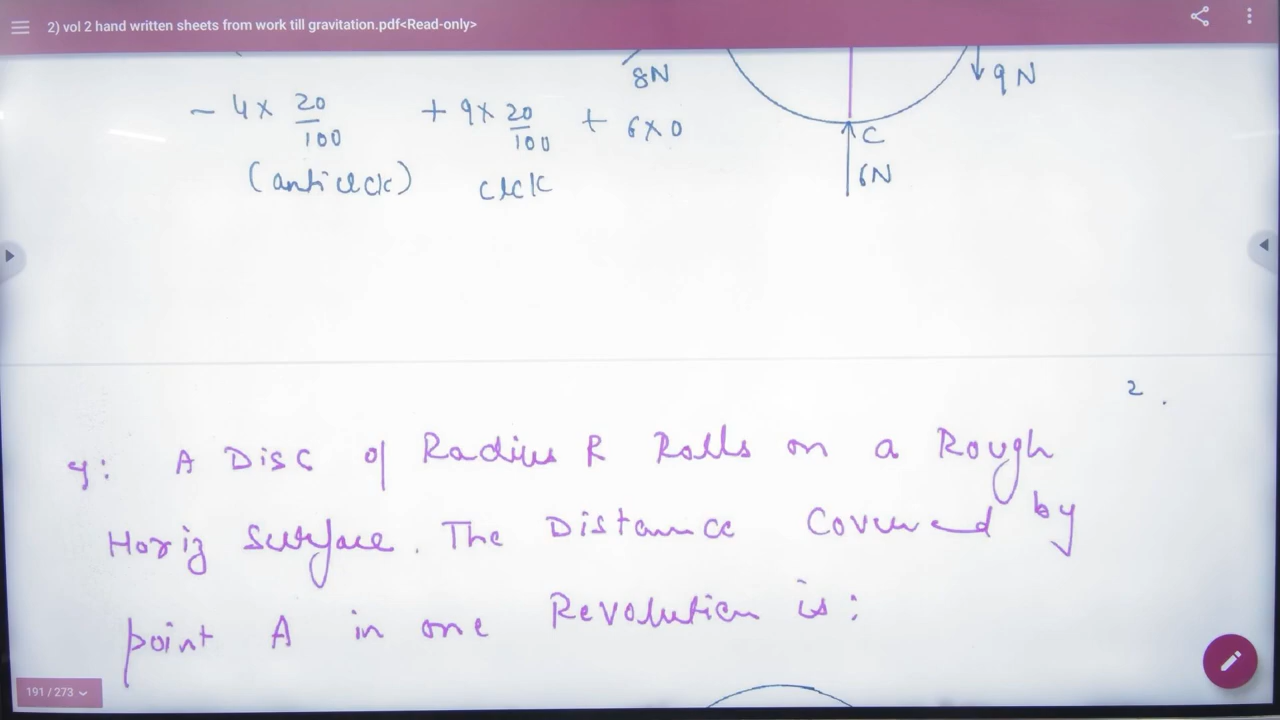 2) vol 2 hand written sheets from work till gravitation.pdf<Read-only>
8N
9N
- 4 x 20/100 + 9 x 20/100 + 6 x 0
C
(anti clck) clck
6N
2.
q: A Disc of Radius R Rolls on a Rough
Horiz Surface. The Distance Covered by
point A in one Revolution is:
191 / 273